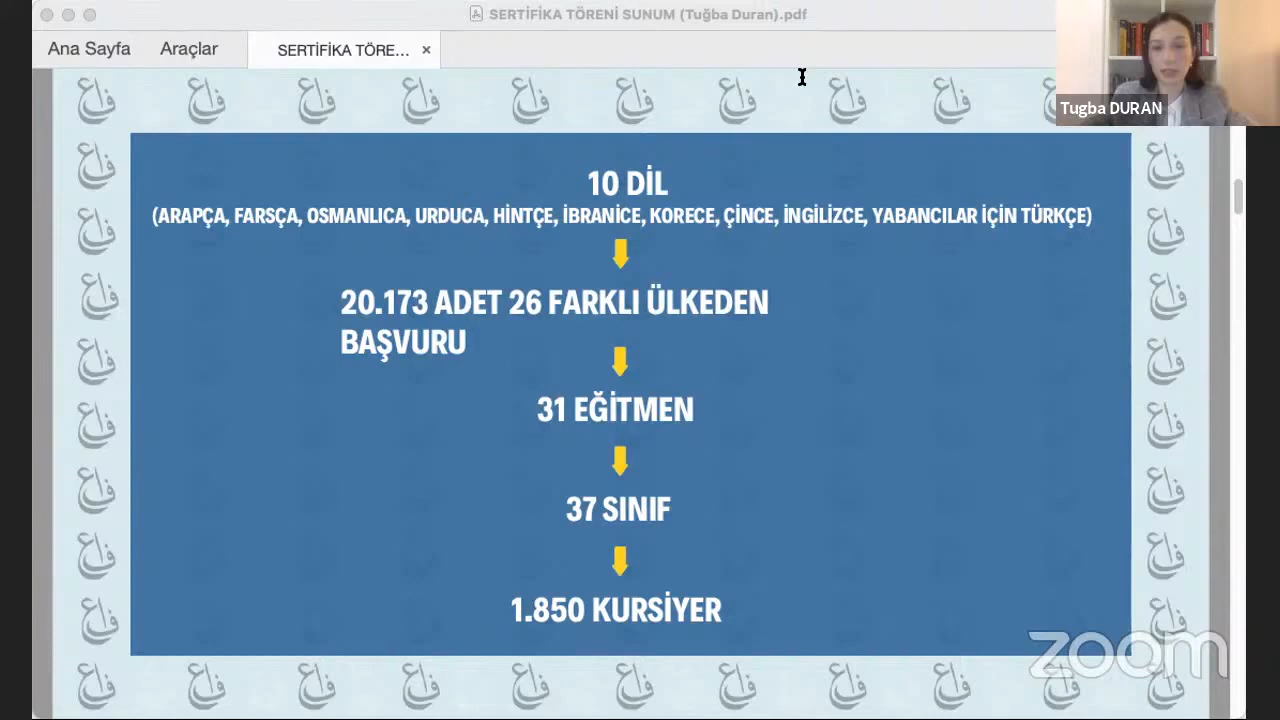 SERTİFİKA TÖRENİ SUNUM (Tuğba Duran).pdf
Ana Sayfa Araçlar SERTİFİKA TÖRE... ×
Tugba DURAN
10 DİL
(ARAPÇA, FARSÇA, OSMANLICA, URDUCA, HİNTÇE, İBRANİCE, KORECE, ÇİNCE, İNGİLİZCE, YABANCILAR İÇİN TÜRKÇE)
20.173 ADET 26 FARKLI ÜLKEDEN
BAŞVURU
31 EĞİTMEN
37 SINIF
1.850 KURSİYER
zoom